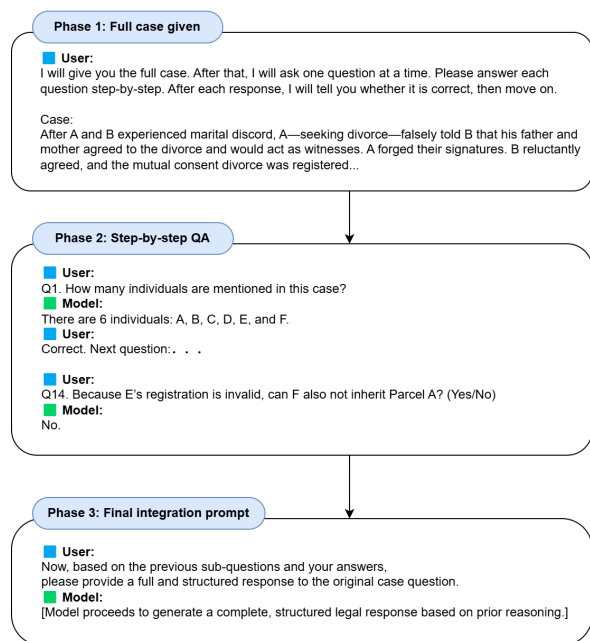 Phase 1: Full case given
User:
I will give you the full case. After that, I will ask one question at a time. Please answer each
question step-by-step. After each response, I will tell you whether it is correct, then move on.
Case:
After A and B experienced marital discord, A—seeking divorce—falsely told B that his father and
mother agreed to the divorce and would act as witnesses. A forged their signatures. B reluctantly
agreed, and the mutual consent divorce was registered...
Phase 2: Step-by-step QA
User:
Q1. How many individuals are mentioned in this case?
Model:
There are 6 individuals: A, B, C, D, E, and F.
User:
Correct. Next question: . . .
User:
Q14. Because E's registration is invalid, can F also not inherit Parcel A? (Yes/No)
Model:
No.
Phase 3: Final integration prompt
User:
Now, based on the previous sub-questions and your answers,
please provide a full and structured response to the original case question.
Model:
[Model proceeds to generate a complete, structured legal response based on prior reasoning.]